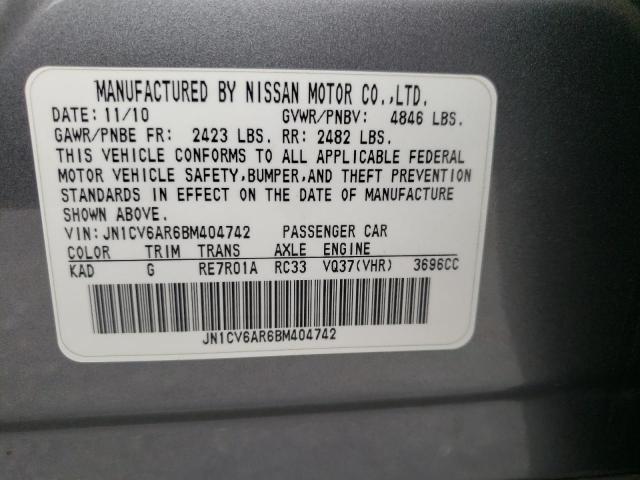 MANUFACTURED BY NISSAN MOTOR CO.,LTD.
DATE: 11/10 GVWR/PNBV: 4846 LBS.
GAWR/PNBE FR: 2423 LBS. RR: 2482 LBS.
THIS VEHICLE CONFORMS TO ALL APPLICABLE FEDERAL
MOTOR VEHICLE SAFETY,BUMPER,AND THEFT PREVENTION
STANDARDS IN EFFECT ON THE DATE OF MANUFACTURE
SHOWN ABOVE.
VIN: JN1CV6AR6BM404742 PASSENGER CAR
COLOR TRIM TRANS AXLE ENGINE
KAD G RE7R01A RC33 VQ37(VHR) 3696CC
JN1CV6AR6BM404742